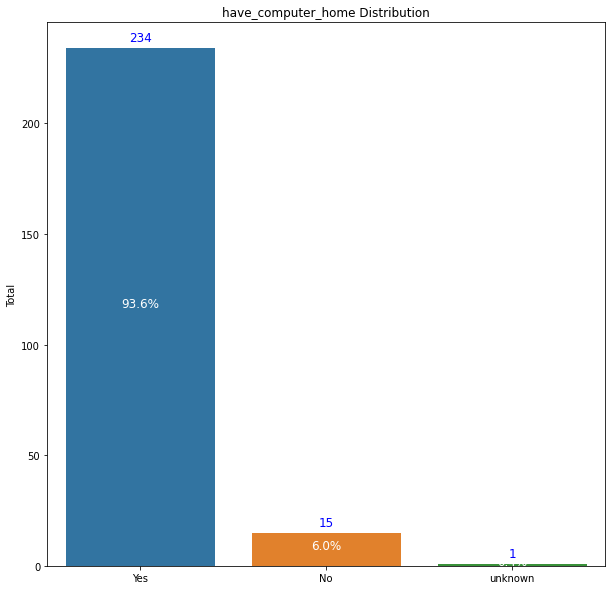 have_computer_home Distribution
234
200
150
Total
93.6%
100
50
15
6.0%
1
0
Yes
No
unknown